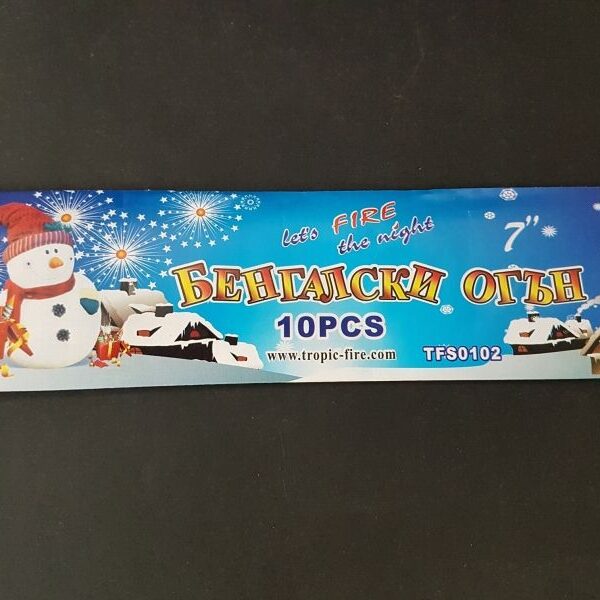 let's FIRE
the night
7"
БЕНГАЛСКИ ОГЪН
10PCS
www.tropic-fire.com
TFS0102